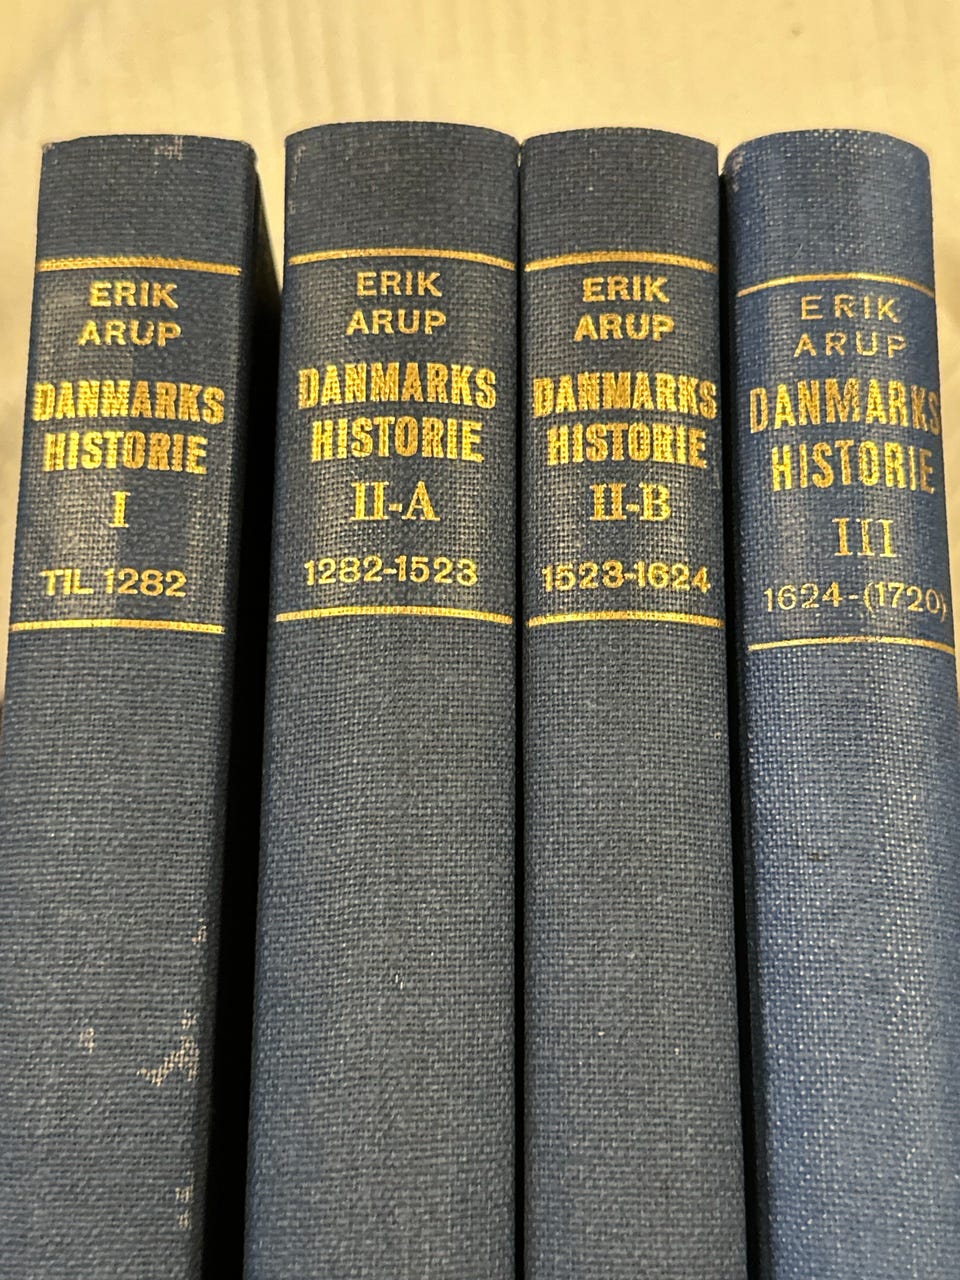 ERIK
ARUP
DANMARKS
HISTORIE
I
TIL 1282
ERIK
ARUP
DANMARKS
HISTORIE
II-A
1282-1523
ERIK
ARUP
DANMARKS
HISTORIE
II-B
1523-1624
ERIK
ARUP
DANMARKS
HISTORIE
III
1624-(1720)